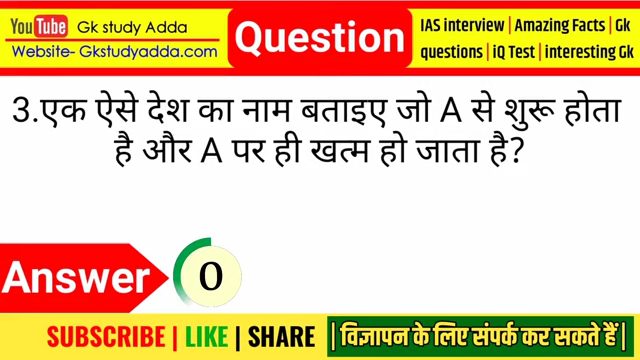 YouTube Gk study Adda
Website- Gkstudyadda.com
Question
IAS interview | Amazing Facts | Gk
questions | iQ Test | interesting Gk
3.एक ऐसे देश का नाम बताइए जो A से शुरू होता
है और A पर ही खत्म हो जाता है?
Answer 0
SUBSCRIBE | LIKE | SHARE |विज्ञापन के लिए संपर्क कर सकते हैं|